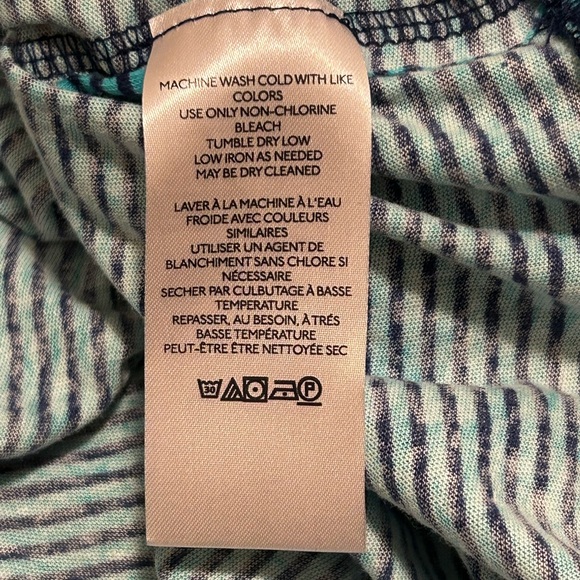 MACHINE WASH COLD WITH LIKE
COLORS
USE ONLY NON-CHLORINE
BLEACH
TUMBLE DRY LOW
LOW IRON AS NEEDED
MAY BE DRY CLEANED
LAVER À LA MACHINE À L'EAU
FROIDE AVEC COULEURS
SIMILAIRES
UTILISER UN AGENT DE
BLANCHIMENT SANS CHLORE SI
NÉCESSAIRE
SECHER PAR CULBUTAGE À BASSE
TEMPERATURE
REPASSER, AU BESOIN, À TRÉS
BASSE TEMPÉRATURE
PEUT-ÊTRE ÊTRE NETTOYÉE SEC
30 P